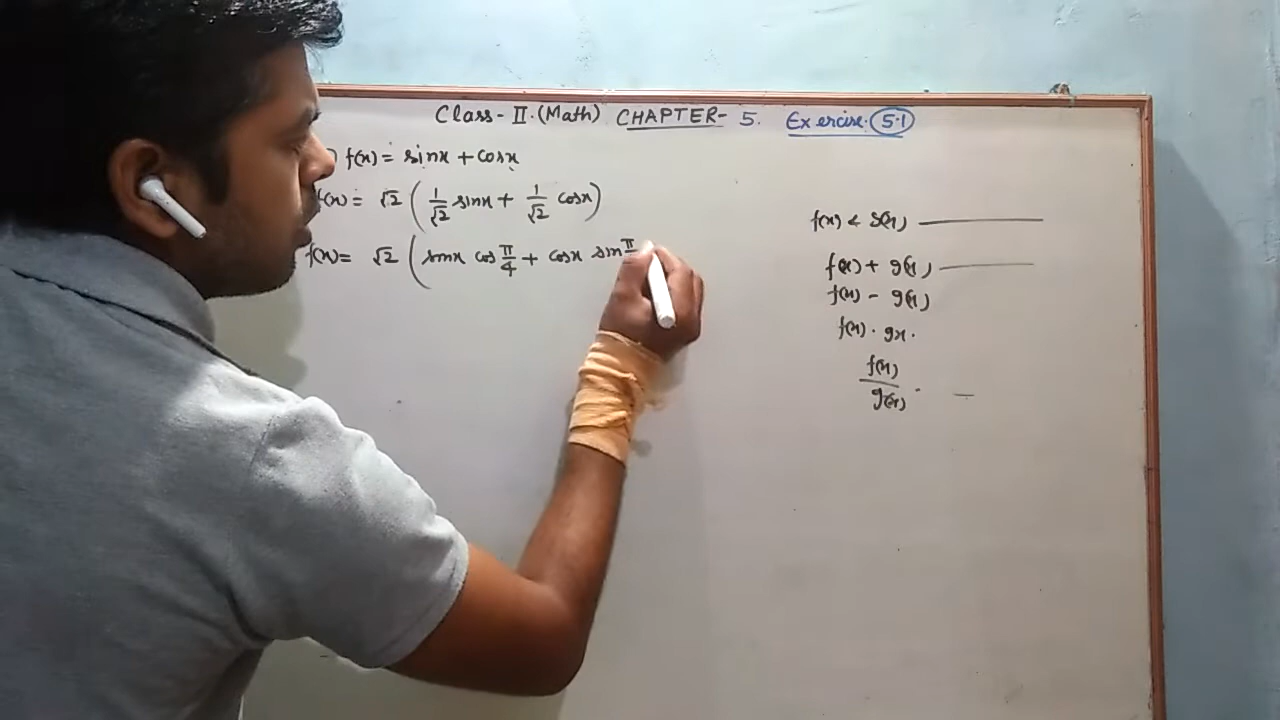 Class-II.(Math) CHAPTER- 5. Exercise. 5.1
) f(x) = sinx + cosx
f(x) = √2 ( 1/√2 sinx + 1/√2 cosx )
f(x) = √2 ( sinx cos π/4 + cosx sin π
f(x) & g(x)
f(x) + g(x)
f(x) - g(x)
f(x) . gx .
f(x)
g(x)